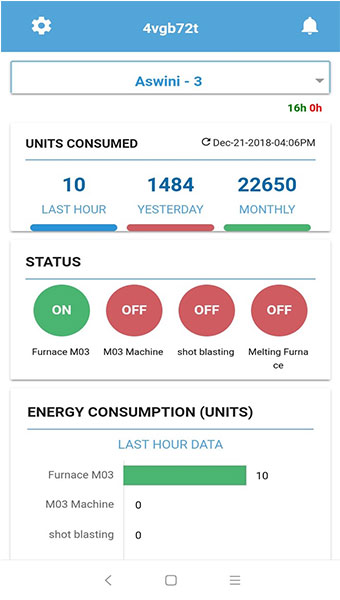 4vgb72t
Aswini - 3
16h 0h
UNITS CONSUMED
Dec-21-2018-04:06PM
10 1484 22650
LAST HOUR YESTERDAY MONTHLY
STATUS
ON OFF OFF OFF
Furnace M03 M03 Machine shot blasting Melting Furna
ce
ENERGY CONSUMPTION (UNITS)
LAST HOUR DATA
Furnace M03 10
M03 Machine 0
shot blasting 0